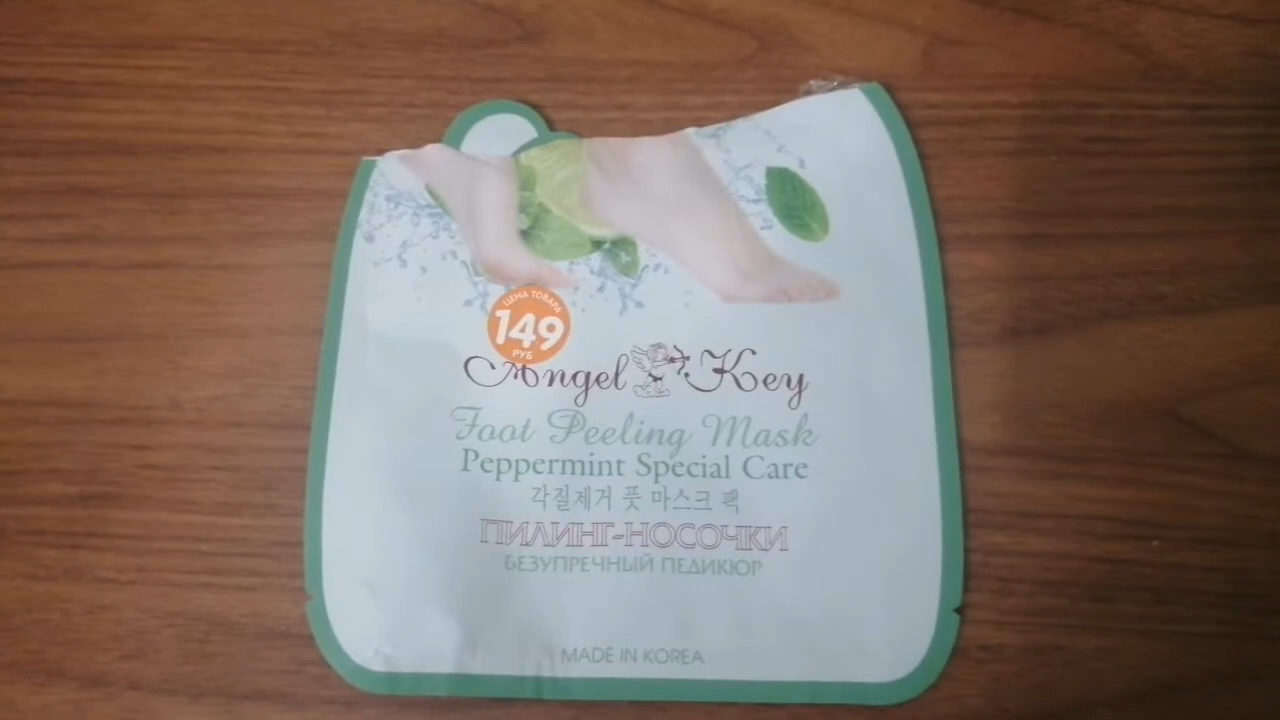 ЦЕНА ТОВАРА
149
РУБ
Angel Key
Foot Peeling Mask
Peppermint Special Care
각질제거 풋 마스크 팩
ПИЛИНГ-НОСОЧКИ
БЕЗУПРЕЧНЫЙ ПЕДИКЮР
MADE IN KOREA